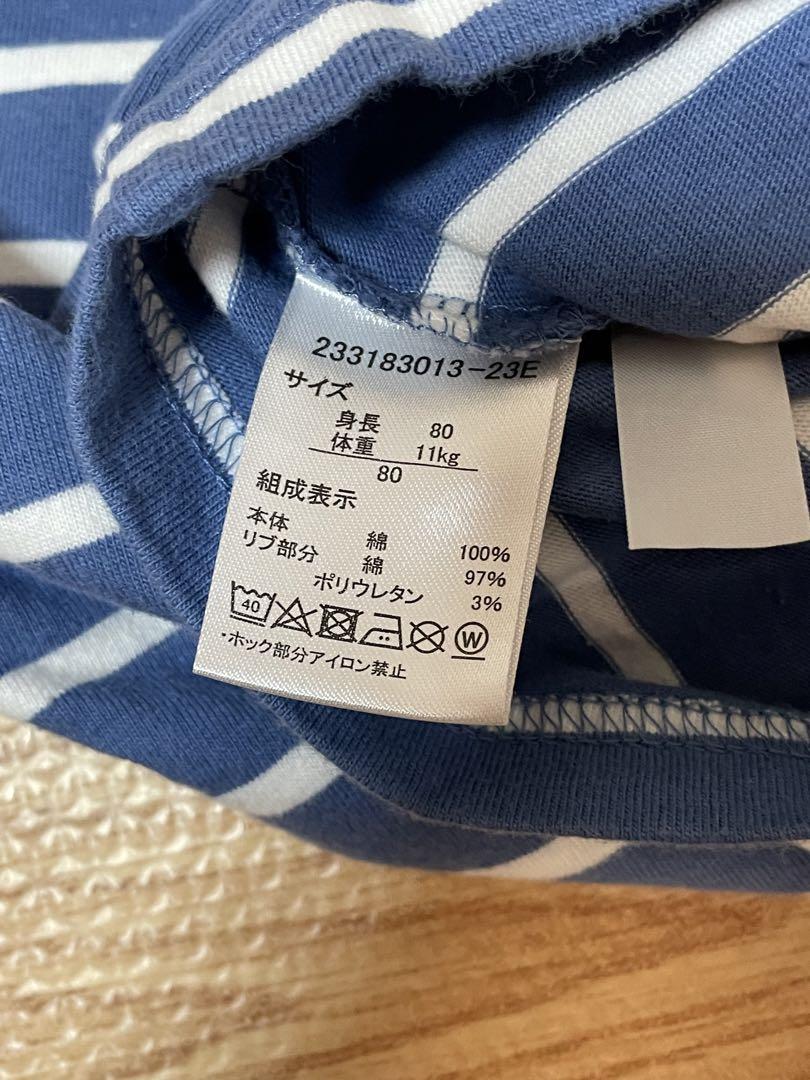 233183013-23E
サイズ
身長 80
体重 11kg
80
組成表示
本体 綿 100%
リブ部分 綿 97%
ポリウレタン 3%
40 W
・ホック部分アイロン禁止